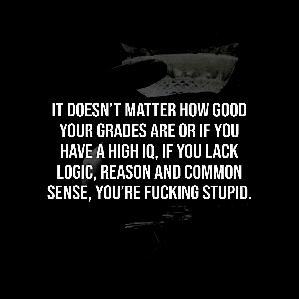 IT DOESN'T MATTER HOW GOOD
YOUR GRADES ARE OR IF YOU
HAVE A HIGH IQ, IF YOU LACK
LOGIC, REASON AND COMMON
SENSE, YOU'RE FUCKING STUPID.